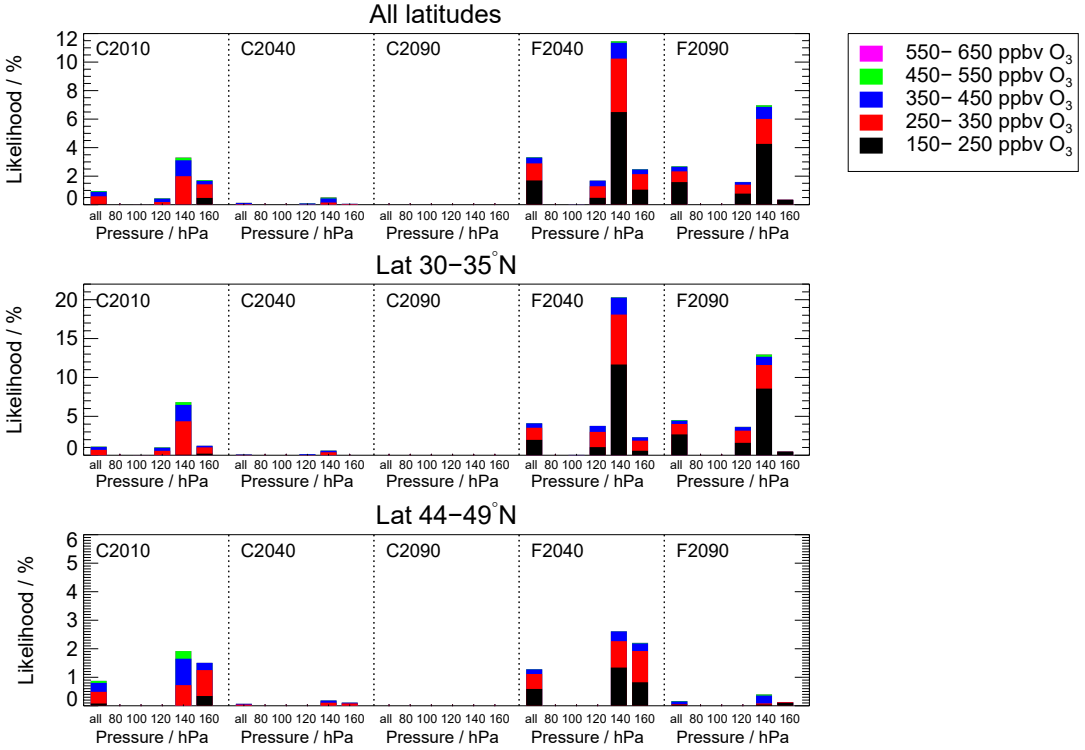 All latitudes
12
10
8
6
4
2
0
Likelihood / %
C2010 C2040 C2090 F2040 F2090
all 80 100 120 140 160 all 80 100 120 140 160 all 80 100 120 140 160 all 80 100 120 140 160 all 80 100 120 140 160
Pressure / hPa Pressure / hPa Pressure / hPa Pressure / hPa Pressure / hPa
550− 650 ppbv O₃
450− 550 ppbv O₃
350− 450 ppbv O₃
250− 350 ppbv O₃
150− 250 ppbv O₃
Lat 30−35°N
20
15
10
5
0
Likelihood / %
C2010 C2040 C2090 F2040 F2090
all 80 100 120 140 160 all 80 100 120 140 160 all 80 100 120 140 160 all 80 100 120 140 160 all 80 100 120 140 160
Pressure / hPa Pressure / hPa Pressure / hPa Pressure / hPa Pressure / hPa
Lat 44−49°N
6
5
4
3
2
1
0
Likelihood / %
C2010 C2040 C2090 F2040 F2090
all 80 100 120 140 160 all 80 100 120 140 160 all 80 100 120 140 160 all 80 100 120 140 160 all 80 100 120 140 160
Pressure / hPa Pressure / hPa Pressure / hPa Pressure / hPa Pressure / hPa